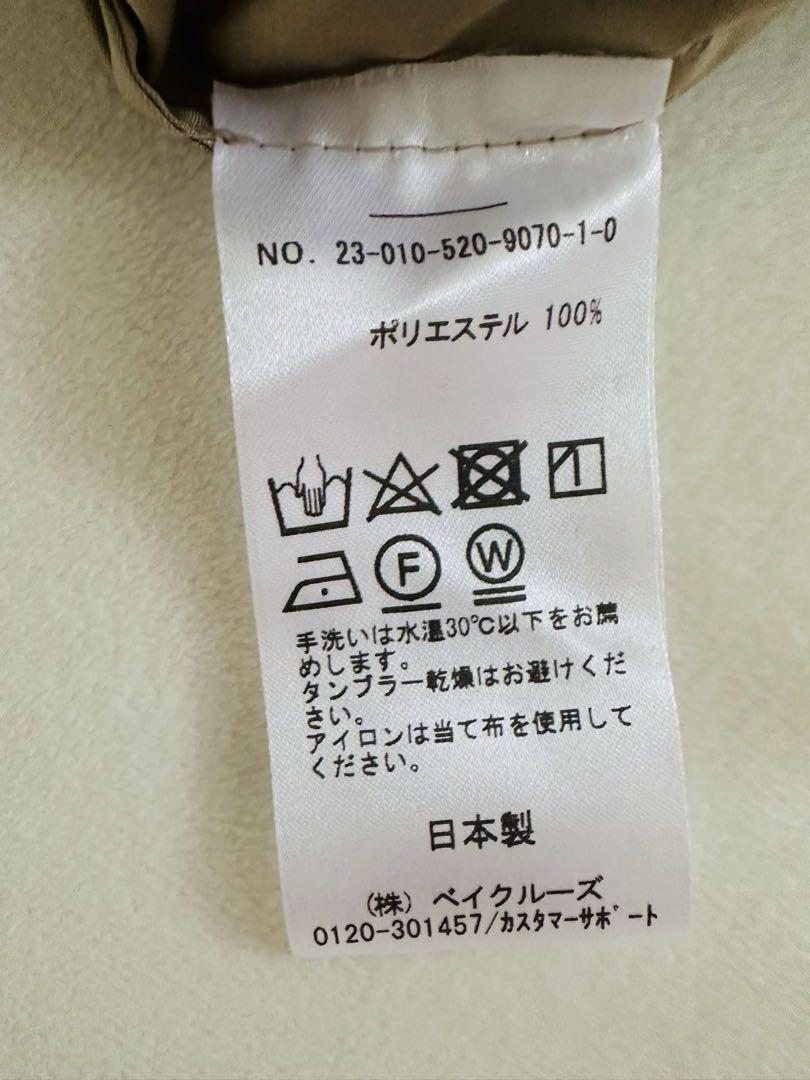 NO. 23-010-520-9070-1-0
ポリエステル 100%
F W
手洗いは水温30℃以下をお薦
めします。
タンブラー乾燥はお避けくだ
さい。
アイロンは当て布を使用して
ください。
日本製
(株) ベイクルーズ
0120-301457/カスタマーサポート